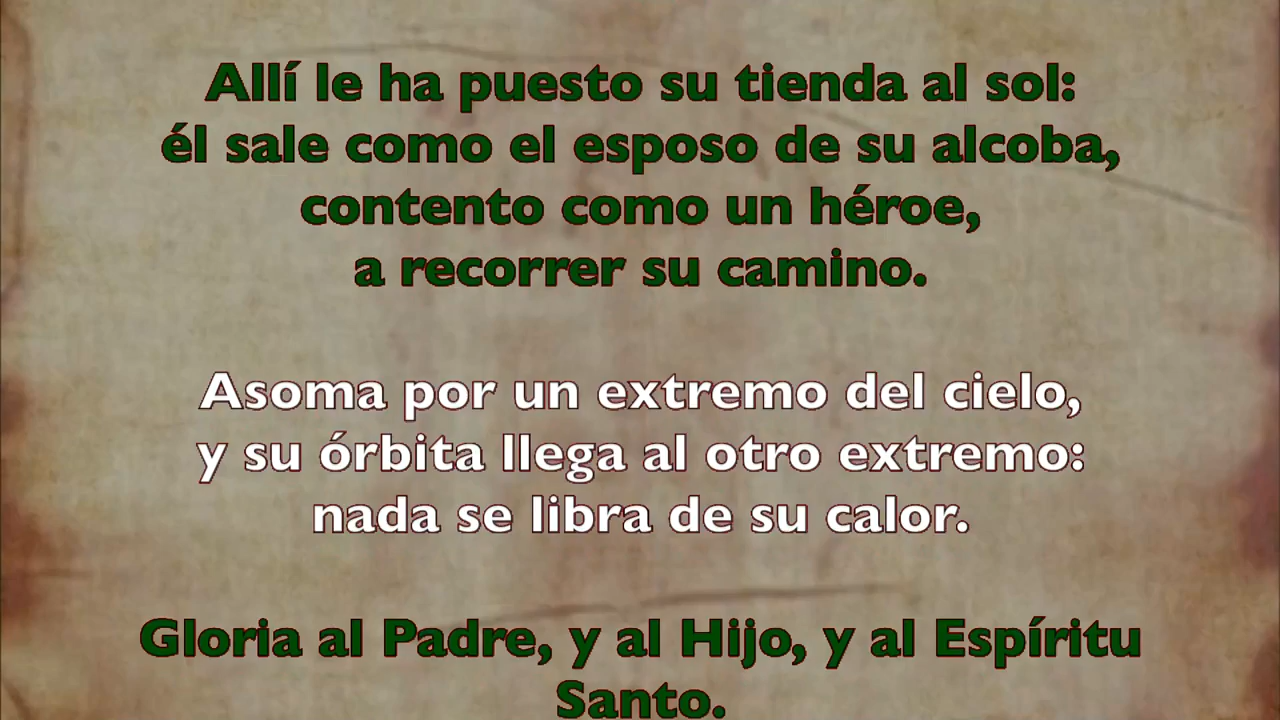 Allí le ha puesto su tienda al sol:
él sale como el esposo de su alcoba,
contento como un héroe,
a recorrer su camino.
Asoma por un extremo del cielo,
y su órbita llega al otro extremo:
nada se libra de su calor.
Gloria al Padre, y al Hijo, y al Espíritu
Santo.